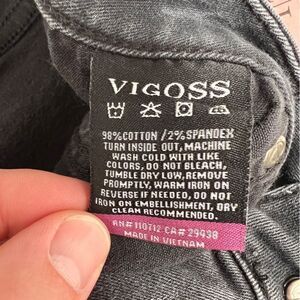 VIGOSS
98%COTTON / 2%SPANDEX
TURN INSIDE OUT, MACHINE
WASH COLD WITH LIKE
COLORS, DO NOT BLEACH,
TUMBLE DRY LOW, REMOVE
PROMPTLY, WARM IRON ON
REVERSE IF NEEDED, DO NOT
IRON ON EMBELLISHMENT, DRY
CLEAN RECOMMENDED.
RN# 110712 CA# 29438
MADE IN VIETNAM